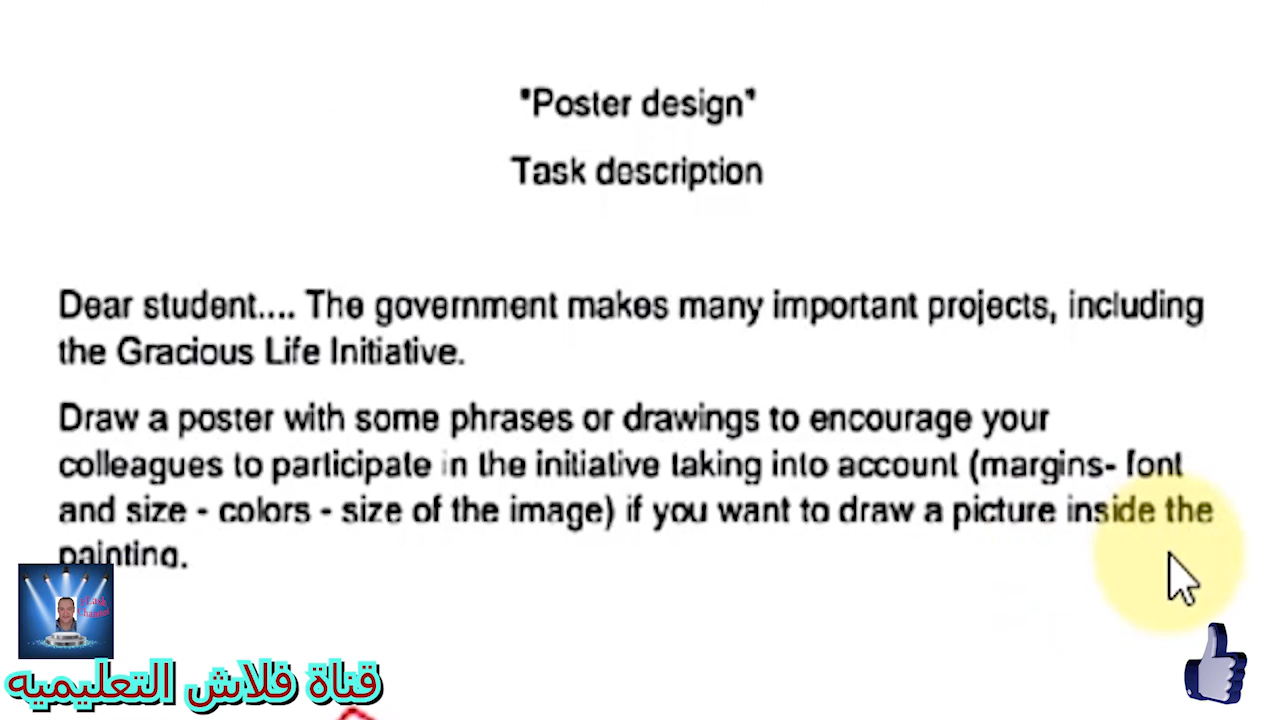 "Poster design"
Task description
Dear student.... The government makes many important projects, including
the Gracious Life Initiative.
Draw a poster with some phrases or drawings to encourage your
colleagues to participate in the initiative taking into account (margins- font
and size - colors - size of the image) if you want to draw a picture inside the
painting.
fLash
Channel
قناة فلاش التعليميه